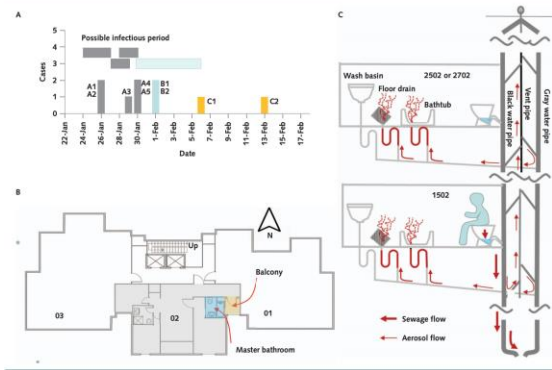 A
Possible infectious period
5
4
3
2
1
0
Cases
A1
A2
A3
A4
A5
B1
B2
C1
C2
22-Jan
24-Jan
26-Jan
28-Jan
30-Jan
1-Feb
3-Feb
5-Feb
7-Feb
9-Feb
11-Feb
13-Feb
15-Feb
17-Feb
Date
B
Up
N
Balcony
03
02
01
Master bathroom
C
Wash basin
2502 or 2702
Floor drain
Bathtub
Black water pipe
Vent pipe
Gray water pipe
1502
Sewage flow
Aerosol flow